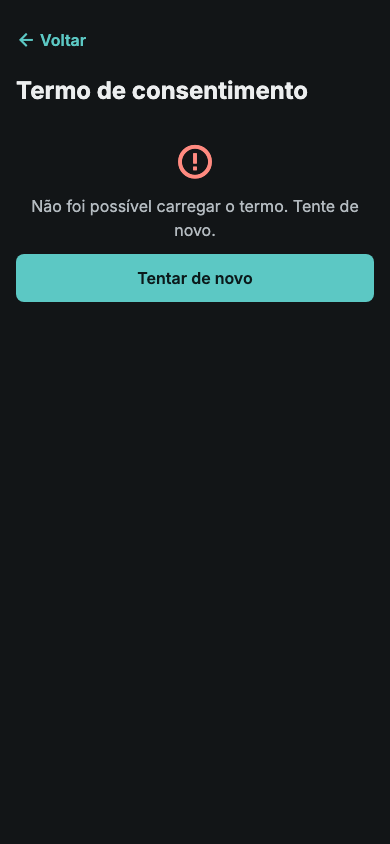 Voltar
Termo de consentimento
Não foi possível carregar o termo. Tente de
novo.
Tentar de novo